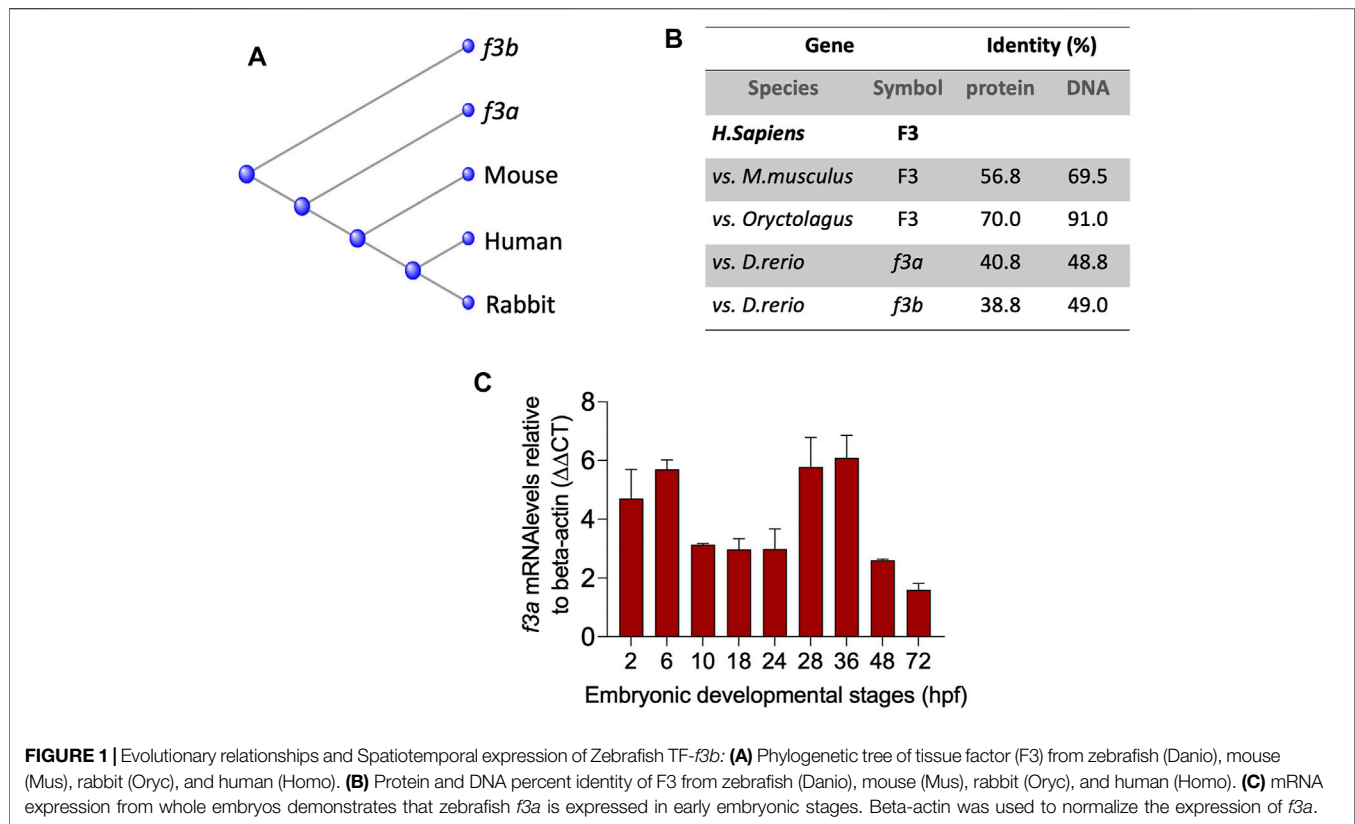 A
f3b
f3a
Mouse
Human
Rabbit
B
Gene Identity (%)
Species Symbol protein DNA
H.Sapiens F3
vs. M.musculus F3 56.8 69.5
vs. Oryctolagus F3 70.0 91.0
vs. D.rerio f3a 40.8 48.8
vs. D.rerio f3b 38.8 49.0
C
f3a mRNAlevels relative
to beta-actin (ΔΔCT)
8
6
4
2
0
2 6 10 18 24 28 36 48 72
Embryonic developmental stages (hpf)
FIGURE 1 | Evolutionary relationships and Spatiotemporal expression of Zebrafish TF-f3b: (A) Phylogenetic tree of tissue factor (F3) from zebrafish (Danio), mouse
(Mus), rabbit (Oryc), and human (Homo). (B) Protein and DNA percent identity of F3 from zebrafish (Danio), mouse (Mus), rabbit (Oryc), and human (Homo). (C) mRNA
expression from whole embryos demonstrates that zebrafish f3a is expressed in early embryonic stages. Beta-actin was used to normalize the expression of f3a.